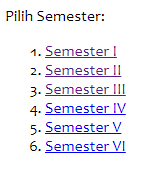 Pilih Semester:
1. Semester I
2. Semester II
3. Semester III
4. Semester IV
5. Semester V
6. Semester VI